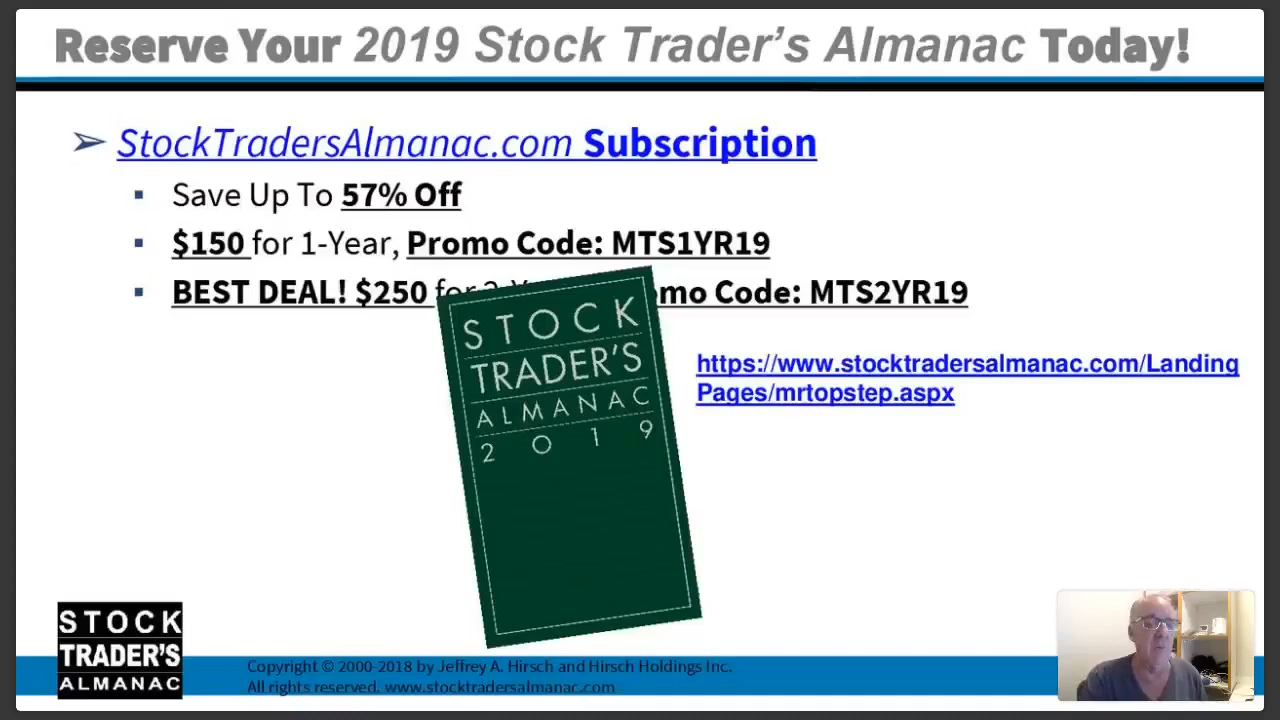 Reserve Your 2019 Stock Trader's Almanac Today!
➢ StockTradersAlmanac.com Subscription
▪ Save Up To 57% Off
▪ $150 for 1-Year, Promo Code: MTS1YR19
▪ BEST DEAL! $250 for Code: MTS2YR19
STOCK
TRADER'S
ALMANAC
2019
https://www.stocktradersalmanac.com/Landing
Pages/mrtopstep.aspx
STOCK
TRADER'S
ALMANAC
Copyright © 2000-2018 by Jeffrey A. Hirsch and Hirsch Holdings Inc.
All rights reserved. www.stocktradersalmanac.com